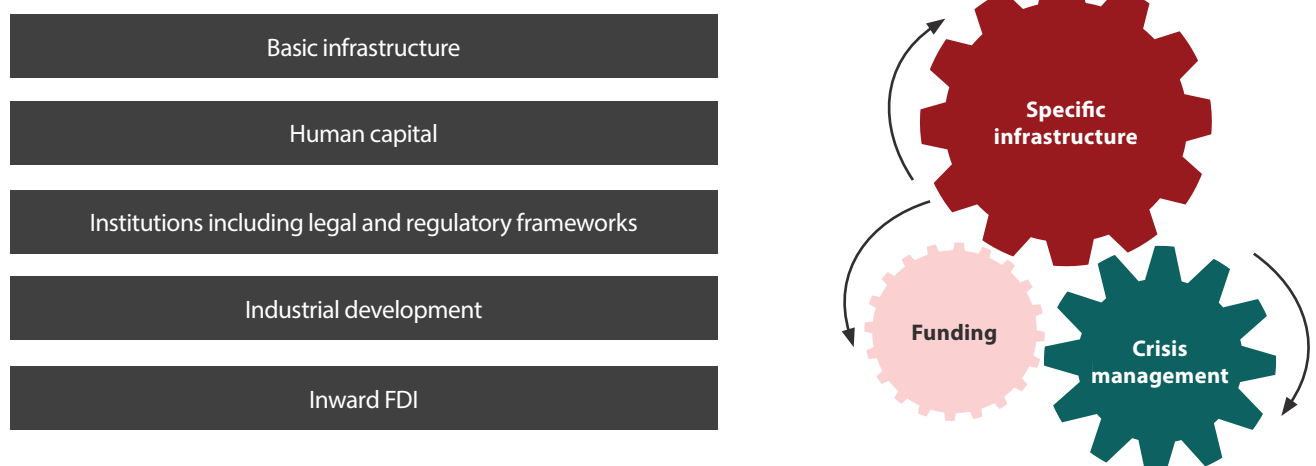 Basic infrastructure
Human capital
Institutions including legal and regulatory frameworks
Industrial development
Inward FDI
Specific
infrastructure
Funding
Crisis
management